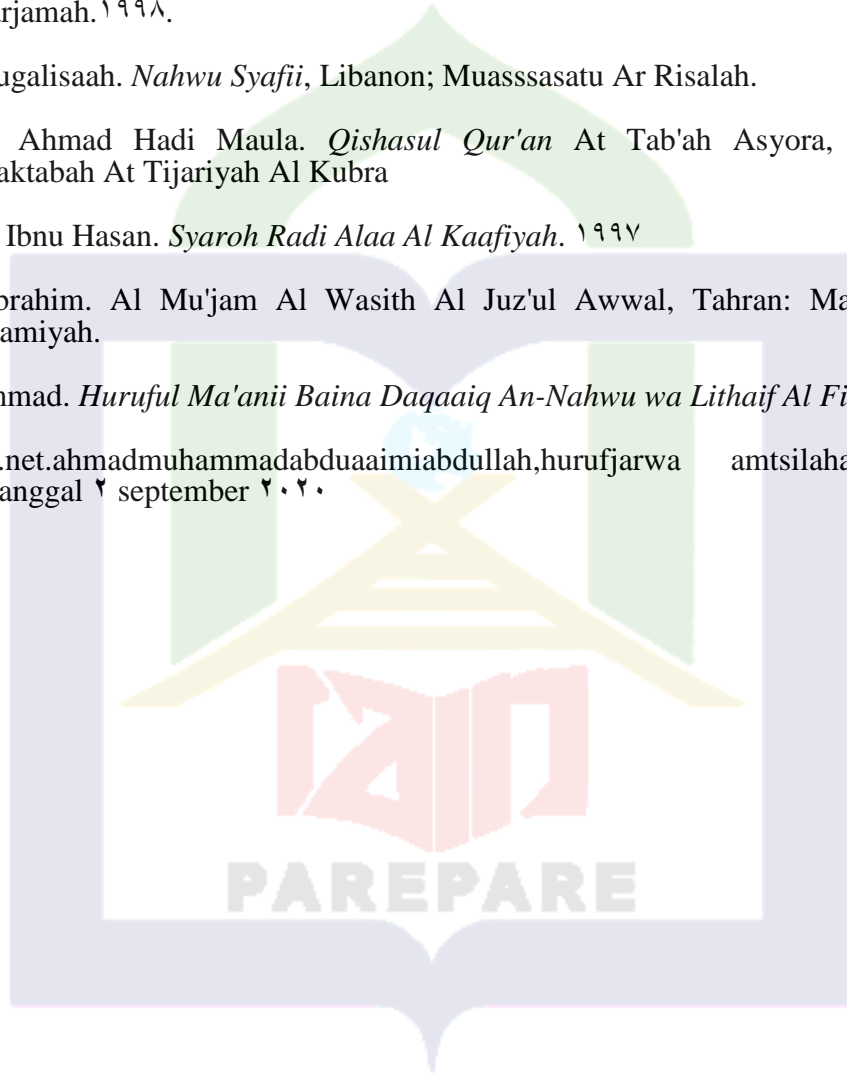 rjamah.١٩٩٨.
ugalisaah. Nahwu Syafii, Libanon; Muasssasatu Ar Risalah.
Ahmad Hadi Maula. Qishasul Qur'an At Tab'ah Asyora,
aktabah At Tijariyah Al Kubra
Ibnu Hasan. Syaroh Radi Alaa Al Kaafiyah. ١٩٩٧
brahim. Al Mu'jam Al Wasith Al Juz'ul Awwal, Tahran: Ma
amiyah.
nmad. Huruful Ma'anii Baina Daqaaiq An-Nahwu wa Lithaif Al Fi
.net.ahmadmuhammadabduaaimiabdullah,hurufjarwa amtsilaha
anggal ٢ september ٢٠٢٠
iain
PAREPARE